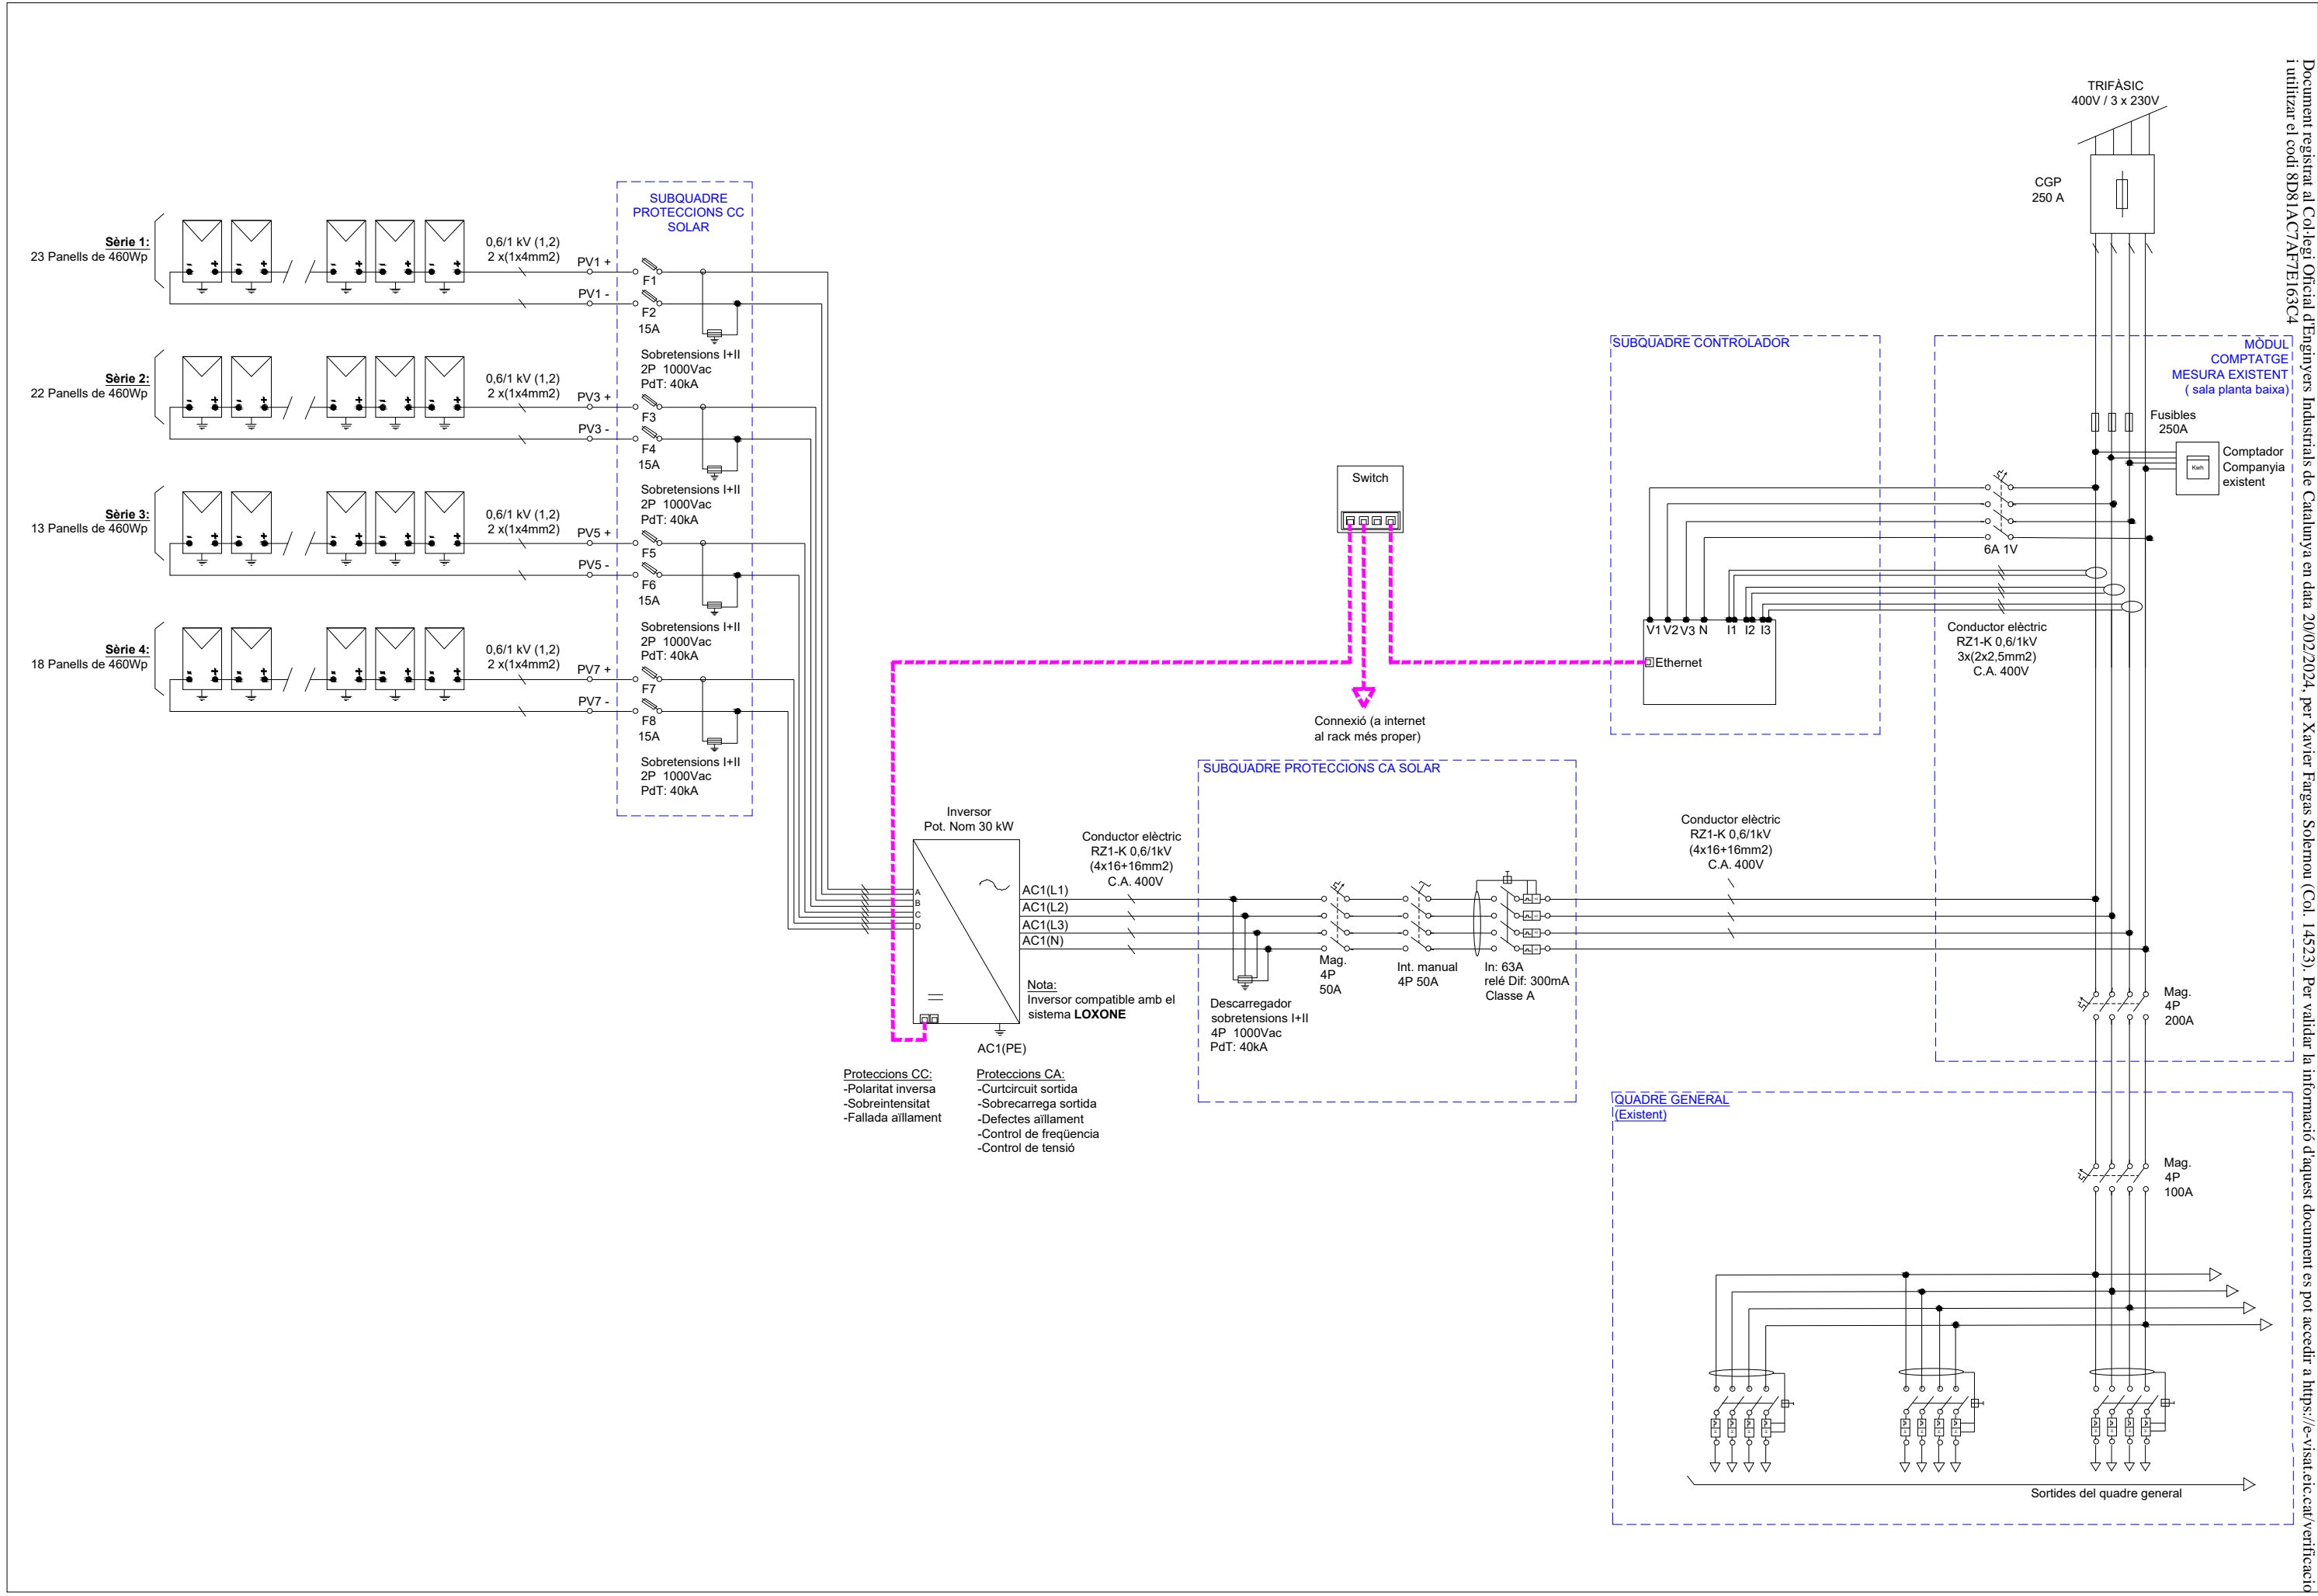 Document registrat al Col·legi Oficial d'Enginyers Industrials de Catalunya en data 20/02/2024, per Xavier Fargas Solernou (Col. 14523). Per validar la informació d'aquest document es pot accedir a https://e-visat.eic.cat/verificacio
i utilitzar el codi 8D81AC7AF7E163C4
TRIFÀSIC
400V / 3 x 230V
CGP
250 A
SUBQUADRE
PROTECCIONS CC
SOLAR
Sèrie 1:
23 Panells de 460Wp
0,6/1 kV (1,2)
2 x(1x4mm2)
PV1 +
PV1 -
F1
F2
15A
Sobretensions I+II
2P 1000Vac
PdT: 40kA
Sèrie 2:
22 Panells de 460Wp
0,6/1 kV (1,2)
2 x(1x4mm2)
PV3 +
PV3 -
F3
F4
15A
Sobretensions I+II
2P 1000Vac
PdT: 40kA
Sèrie 3:
13 Panells de 460Wp
0,6/1 kV (1,2)
2 x(1x4mm2)
PV5 +
PV5 -
F5
F6
15A
Sobretensions I+II
2P 1000Vac
PdT: 40kA
Sèrie 4:
18 Panells de 460Wp
0,6/1 kV (1,2)
2 x(1x4mm2)
PV7 +
PV7 -
F7
F8
15A
Sobretensions I+II
2P 1000Vac
PdT: 40kA
Switch
Connexió (a internet
al rack més proper)
SUBQUADRE CONTROLADOR
V1 V2 V3 N I1 I2 I3
Ethernet
MÒDUL
COMPTATGE
MESURA EXISTENT
( sala planta baixa)
Fusibles
250A
Kwh
Comptador
Companyia
existent
6A 1V
Conductor elèctric
RZ1-K 0,6/1kV
3x(2x2,5mm2)
C.A. 400V
Inversor
Pot. Nom 30 kW
A
B
C
D
AC1(L1)
AC1(L2)
AC1(L3)
AC1(N)
AC1(PE)
Nota:
Inversor compatible amb el
sistema LOXONE
Proteccions CC:
-Polaritat inversa
-Sobreintensitat
-Fallada aïllament
Proteccions CA:
-Curtcircuit sortida
-Sobrecarrega sortida
-Defectes aïllament
-Control de freqüencia
-Control de tensió
Conductor elèctric
RZ1-K 0,6/1kV
(4x16+16mm2)
C.A. 400V
SUBQUADRE PROTECCIONS CA SOLAR
Descarregador
sobretensions I+II
4P 1000Vac
PdT: 40kA
Mag.
4P
50A
Int. manual
4P 50A
In: 63A
relé Dif: 300mA
Classe A
Conductor elèctric
RZ1-K 0,6/1kV
(4x16+16mm2)
C.A. 400V
Mag.
4P
200A
QUADRE GENERAL
(Existent)
Mag.
4P
100A
Sortides del quadre general